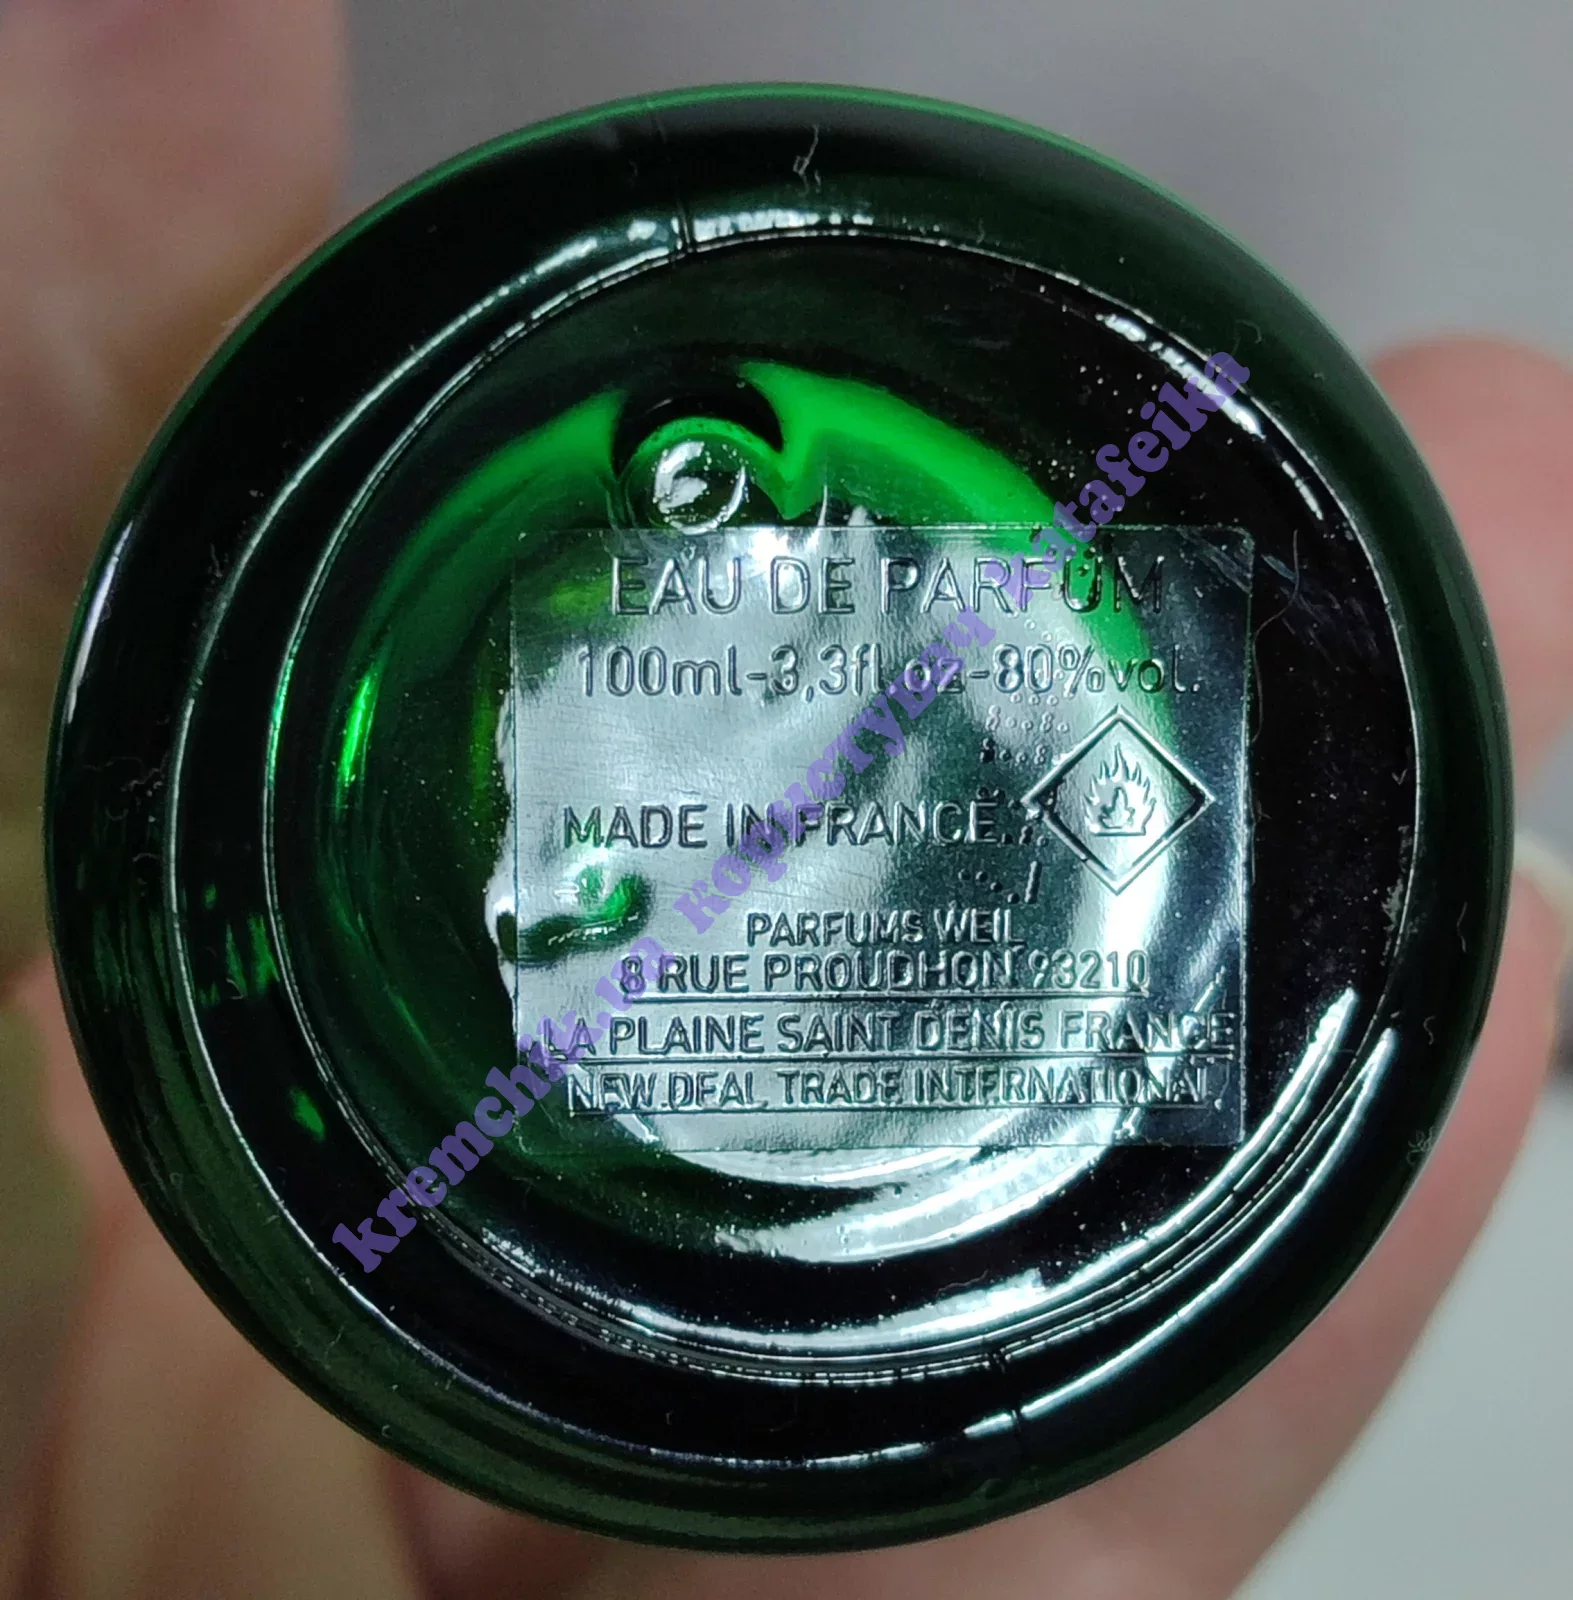 EAU DE PARFUM
100ml-3,3fl.oz-80%vol.
MADE IN FRANCE
PARFUMS WEIL
8 RUE PROUDHON 93210
LA PLAINE SAINT DENIS FRANCE
NEW DEAL TRADE INTERNATIONAL
kremchik.ua користувач katafeika